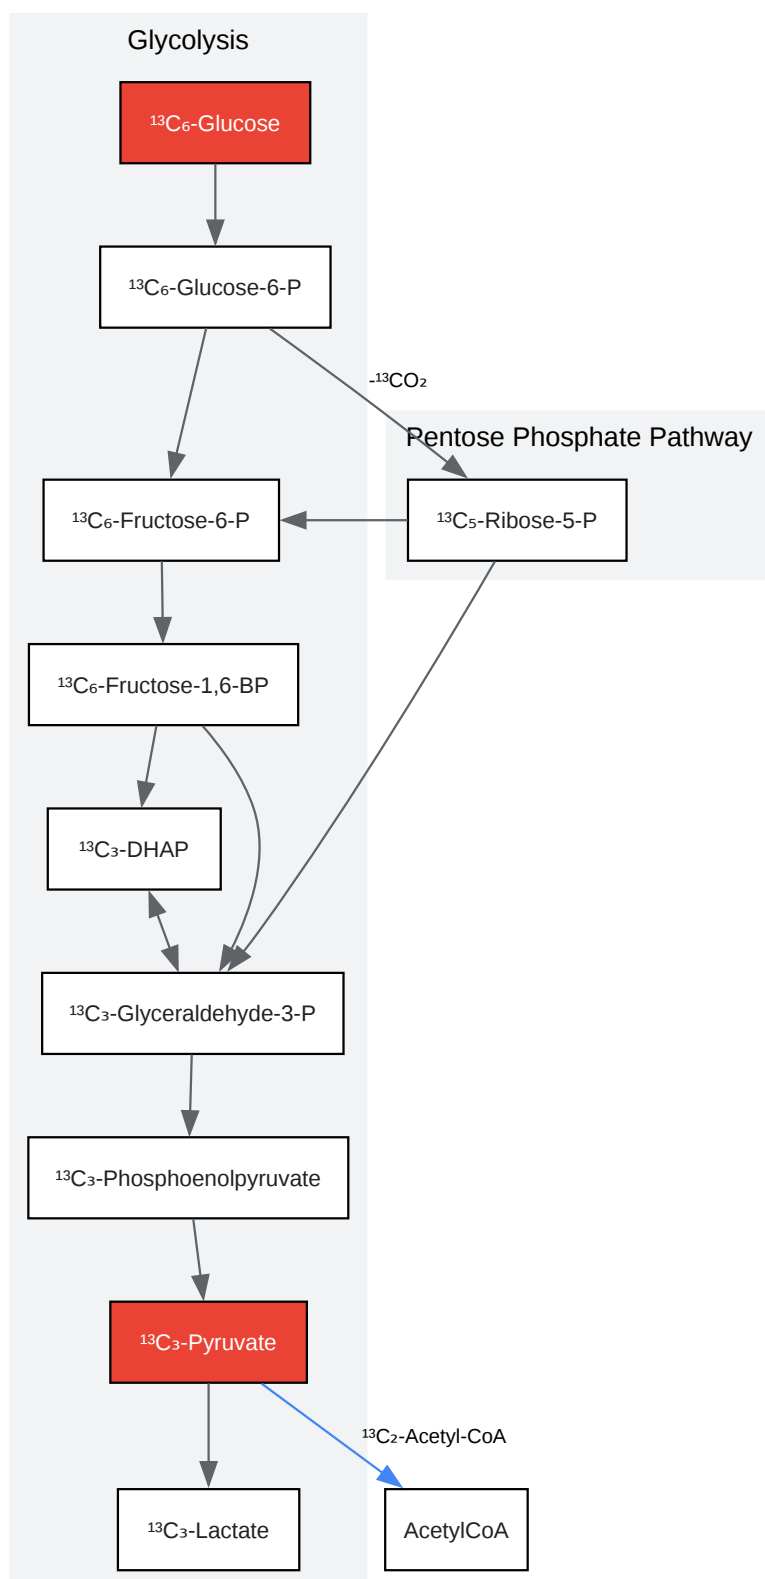 Glycolysis
¹³C₆-Glucose
¹³C₆-Glucose-6-P
-¹³CO₂
Pentose Phosphate Pathway
¹³C₆-Fructose-6-P
¹³C₅-Ribose-5-P
¹³C₆-Fructose-1,6-BP
¹³C₃-DHAP
¹³C₃-Glyceraldehyde-3-P
¹³C₃-Phosphoenolpyruvate
¹³C₃-Pyruvate
¹³C₂-Acetyl-CoA
¹³C₃-Lactate
AcetylCoA